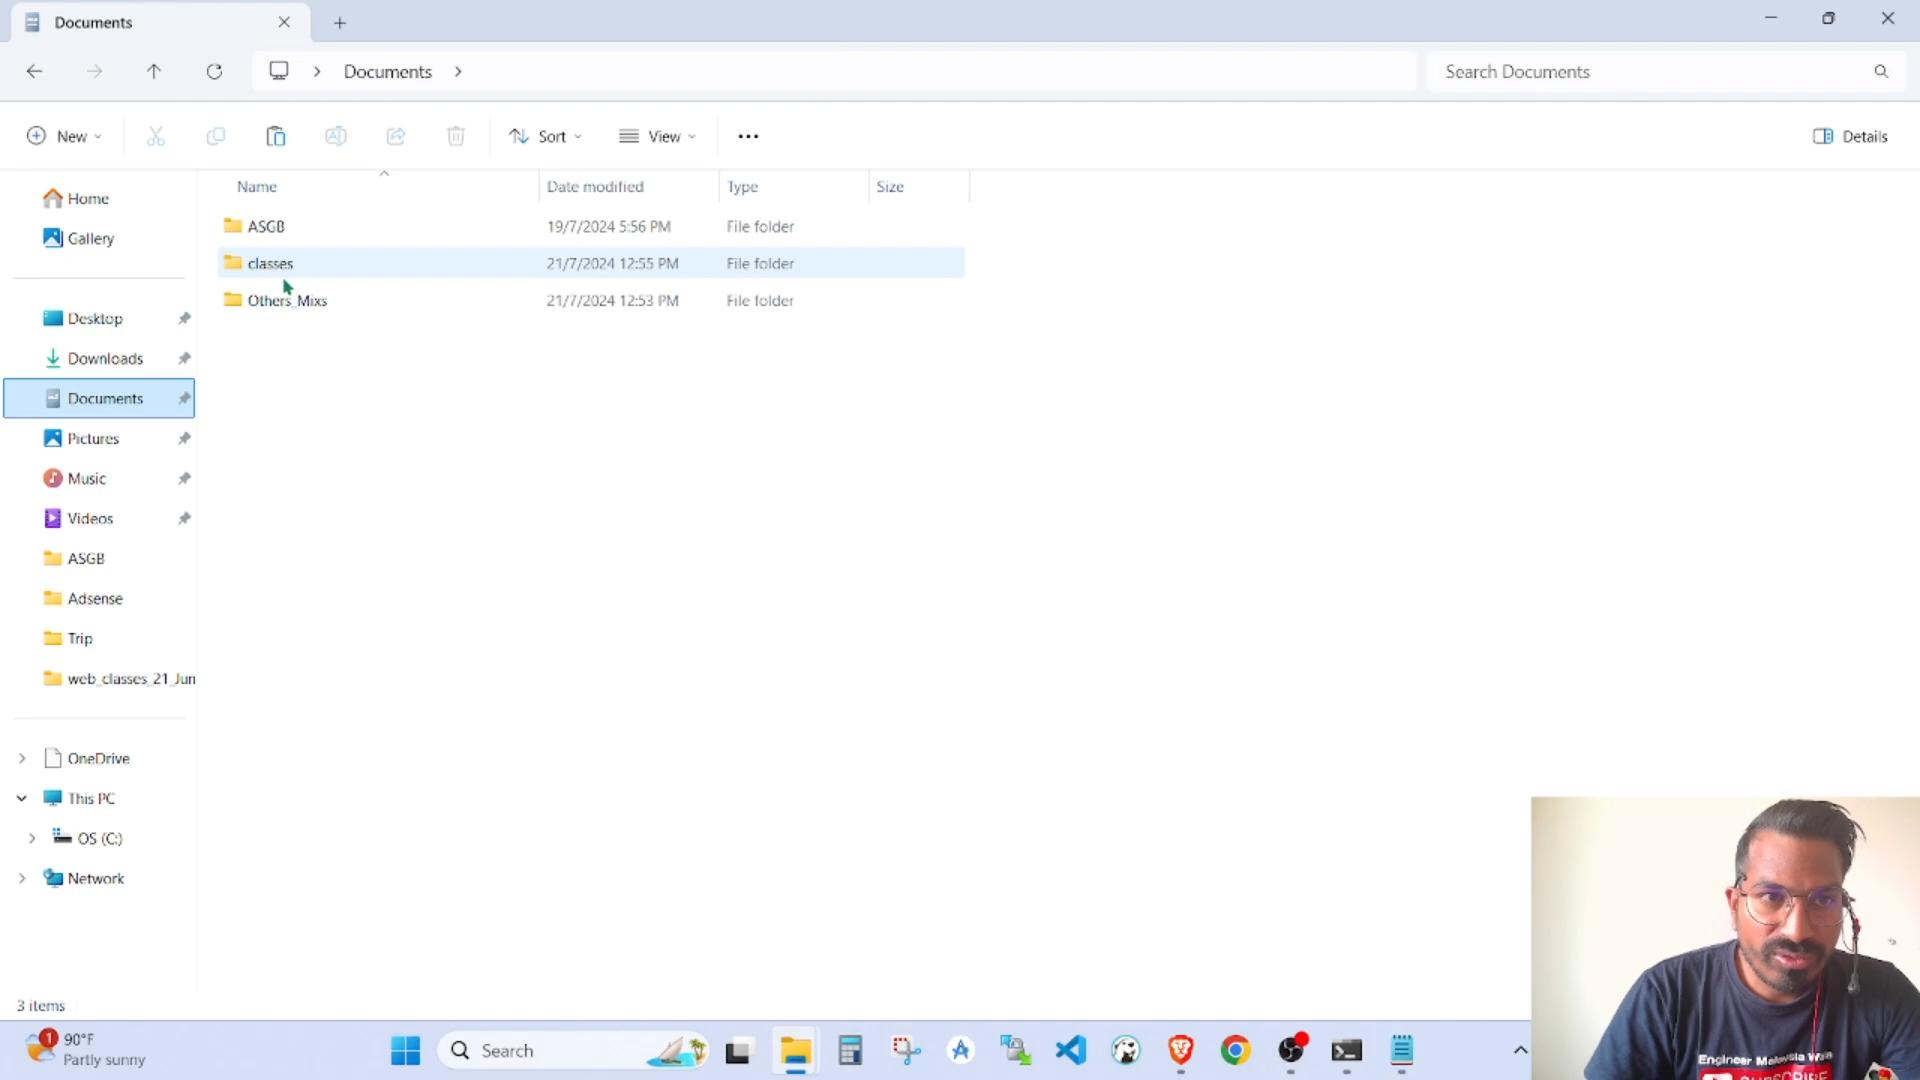 Documents
Documents
Search Documents
New
Sort
View
Details
Name
Date modified
Type
Size
ASGB
19/7/2024 5:56 PM
File folder
classes
21/7/2024 12:55 PM
File folder
Others_Mixs
21/7/2024 12:53 PM
File folder
Home
Gallery
Desktop
Downloads
Documents
Pictures
Music
Videos
ASGB
Adsense
Trip
web_classes_21_Jun
OneDrive
This PC
OS (C:)
Network
3 items
1
90°F
Partly sunny
Search
Engineer Malaysia Wala
SUBSCRIBE